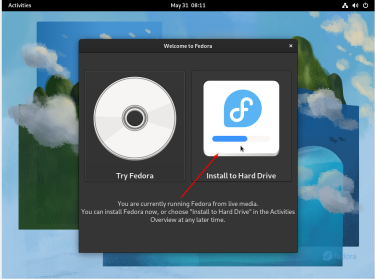 Activities
May 31 08:11
Welcome to Fedora
Try Fedora
Install to Hard Drive
You are currently running Fedora from live media.
You can install Fedora now, or choose "Install to Hard Drive" in the Activities
Overview at any later time.
fedora